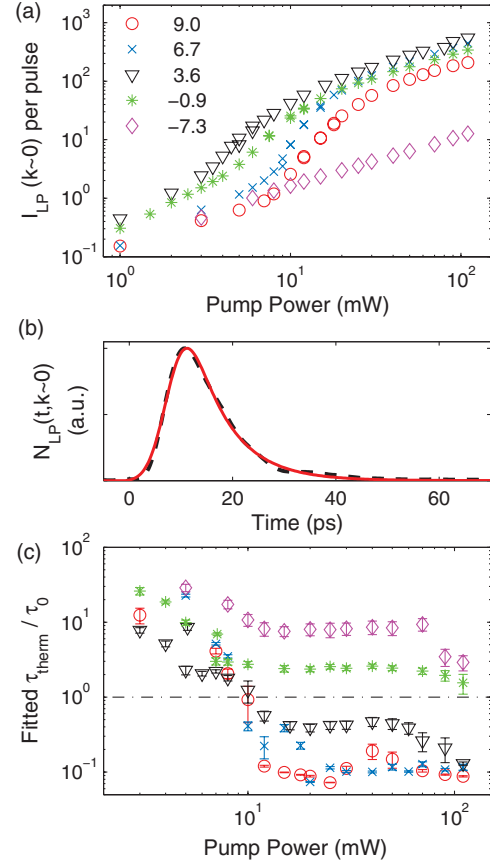 (a)
10^3
10^2
10^1
10^0
10^-1
I_LP (k~0) per pulse
9.0
6.7
3.6
−0.9
−7.3
10^0 10^1 10^2
Pump Power (mW)
(b)
N_LP(t,k~0)
(a.u.)
0 20 40 60
Time (ps)
(c)
10^2
10^1
10^0
10^-1
Fitted τ_therm / τ_0
10^1 10^2
Pump Power (mW)